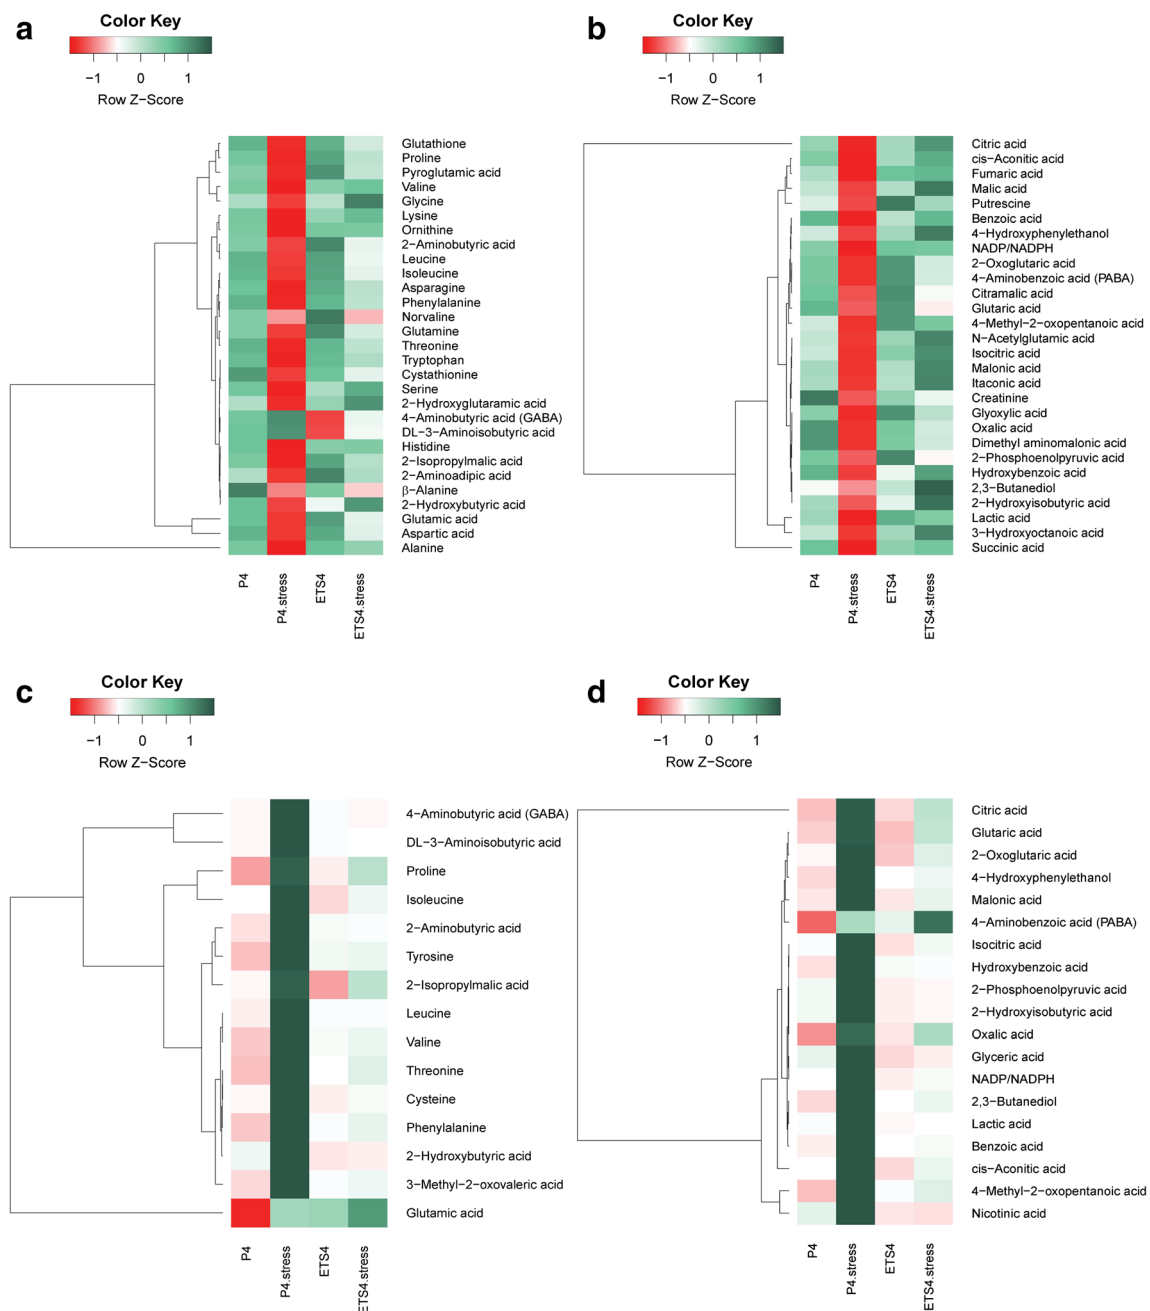 a
Color Key
−1 0 1
Row Z−Score
Glutathione
Proline
Pyroglutamic acid
Valine
Glycine
Lysine
Ornithine
2−Aminobutyric acid
Leucine
Isoleucine
Asparagine
Phenylalanine
Norvaline
Glutamine
Threonine
Tryptophan
Cystathionine
Serine
2−Hydroxyglutaramic acid
4−Aminobutyric acid (GABA)
DL−3−Aminoisobutyric acid
Histidine
2−Isopropylmalic acid
2−Aminoadipic acid
β−Alanine
2−Hydroxybutyric acid
Glutamic acid
Aspartic acid
Alanine
P4
P4.stress
ETS4
ETS4.stress
b
Color Key
−1 0 1
Row Z−Score
Citric acid
cis−Aconitic acid
Fumaric acid
Malic acid
Putrescine
Benzoic acid
4−Hydroxyphenylethanol
NADP/NADPH
2−Oxoglutaric acid
4−Aminobenzoic acid (PABA)
Citramalic acid
Glutaric acid
4−Methyl−2−oxopentanoic acid
N−Acetylglutamic acid
Isocitric acid
Malonic acid
Itaconic acid
Creatinine
Glyoxylic acid
Oxalic acid
Dimethyl aminomalonic acid
2−Phosphoenolpyruvic acid
Hydroxybenzoic acid
2,3−Butanediol
2−Hydroxyisobutyric acid
Lactic acid
3−Hydroxyoctanoic acid
Succinic acid
P4
P4.stress
ETS4
ETS4.stress
c
Color Key
−1 0 1
Row Z−Score
4−Aminobutyric acid (GABA)
DL−3−Aminoisobutyric acid
Proline
Isoleucine
2−Aminobutyric acid
Tyrosine
2−Isopropylmalic acid
Leucine
Valine
Threonine
Cysteine
Phenylalanine
2−Hydroxybutyric acid
3−Methyl−2−oxovaleric acid
Glutamic acid
P4
P4.stress
ETS4
ETS4.stress
d
Color Key
−1 0 1
Row Z−Score
Citric acid
Glutaric acid
2−Oxoglutaric acid
4−Hydroxyphenylethanol
Malonic acid
4−Aminobenzoic acid (PABA)
Isocitric acid
Hydroxybenzoic acid
2−Phosphoenolpyruvic acid
2−Hydroxyisobutyric acid
Oxalic acid
Glyceric acid
NADP/NADPH
2,3−Butanediol
Lactic acid
Benzoic acid
cis−Aconitic acid
4−Methyl−2−oxopentanoic acid
Nicotinic acid
P4
P4.stress
ETS4
ETS4.stress